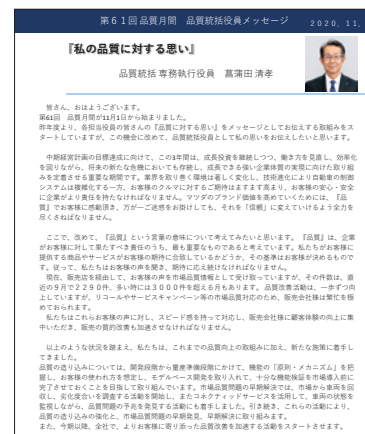 第61回品質月間　品質統括役員メッセージ　2020, 11,
『私の品質に対する思い』
品質統括 専務執行役員　菖蒲田 清孝
皆さん、おはようございます。
第61回　品質月間が11月1日から始まりました。
昨年度より、各担当役員の皆さんの『品質に対する思い』をメッセージとしてお伝えする取組みをス
タートしていますが、この機会に改めて、品質統括役員として私の思いをお伝えしたいと思います。
中期経営計画の目標達成に向けて、この3年間は、成長投資を継続しつつ、働き方を見直し、効率化
を図りながら、将来の新たな危機においても存続し、成長できる強い企業体質の実現に向けた取り組
みを定着させる重要な期間です。業界を取り巻く環境は著しく変化し、技術進化により自動車の制御
システムは複雑化する一方、お客様のクルマに対するご期待はますます高まり、お客様の安心・安全
に企業がより責任を持たなければなりません。マツダのブランド価値を高めていくためには、『品
質』でお客様に感動頂き、万が一ご迷惑をお掛けしても、それを『信頼』に変えていけるよう全力を
尽くさねばなりません。
ここで、改めて、『品質』という言葉の意味について考えてみたいと思います。『品質』は、企業
がお客様に対して果たすべき責任のうち、最も重要なものであると考えています。私たちがお客様に
提供する商品やサービスがお客様の期待に合致しているかどうか、その基準はお客様が決めるもので
す。従って、私たちはお客様の声を聞き、期待に応え続けなければなりません。
現在、販売店を経由して、お客様の声を市場品質情報として受け取っていますが、その件数は、直
近の９月で２２９０件、多い時には３０００件を超える月もあります。品質改善活動は、一歩ずつ向
上していますが、リコールやサービスキャンペーン等の市場品質対応のため、販売会社様は繁忙を極
めておられます。
私たちはこれらお客様の声に対し、スピード感を持って対応し、販売会社様に顧客体験の向上に集
中いただき、販売の質的改善も加速させなければなりません。
以上のような状況を踏まえ、私たちは、これまでの品質向上の取組みに加え、新たな施策に着手し
てきました。
品質の造り込みについては、開発段階から量産準備段階にかけて、機能の『原則・メカニズム』を把
握し、お客様の使われ方を想定し、モデルベース開発を取り入れて、十分な機能検証を市場導入前に
完了させておくことを目指して取り組んでいます。市場品質問題の早期解決では、市場から車両を回
収し、劣化度合いを調査する活動を開始し、またコネクティッドサービスを活用して、車両の状態を
監視しながら、品質問題の予兆を発見する活動にも着手しました。引き続き、これらの活動により、
品質の造り込みの強化と、市場品質問題の早期発見、早期解決に取り組みます。
また、今期以降、全社で、よりお客様に寄り添った品質改善を加速する活動をスタートさせます。